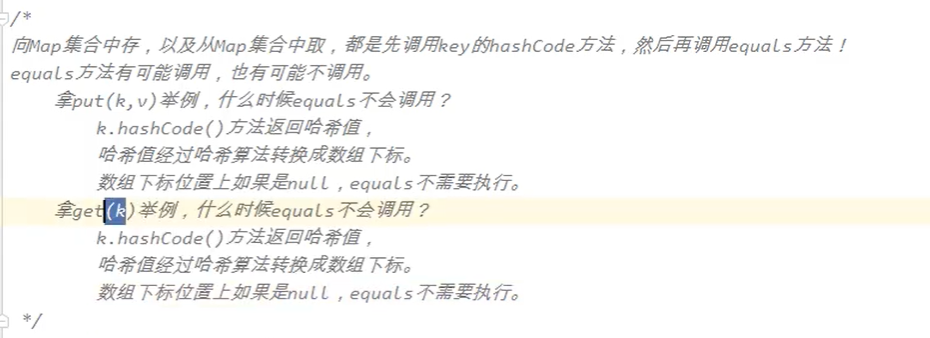 /*
向Map集合中存，以及从Map集合中取，都是先调用key的hashCode方法，然后再调用equals方法！
equals方法有可能调用，也有可能不调用。
    拿put(k,v)举例，什么时候equals不会调用？
        k.hashCode()方法返回哈希值，
        哈希值经过哈希算法转换成数组下标。
        数组下标位置上如果是null，equals不需要执行。
    拿get(k)举例，什么时候equals不会调用？
        k.hashCode()方法返回哈希值，
        哈希值经过哈希算法转换成数组下标。
        数组下标位置上如果是null，equals不需要执行。
 */